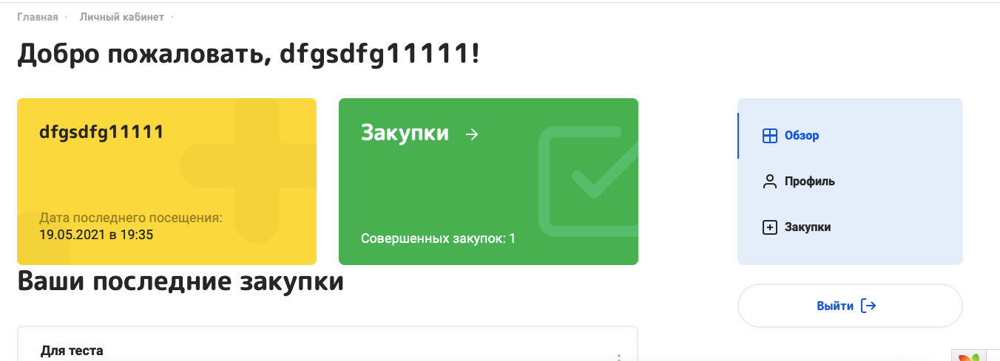 Главная · Личный кабинет ·
Добро пожаловать, dfgsdfg11111!
dfgsdfg11111
Дата последнего посещения:
19.05.2021 в 19:35
Закупки →
Совершенных закупок: 1
Обзор
Профиль
Закупки
Выйти
Ваши последние закупки
Для теста